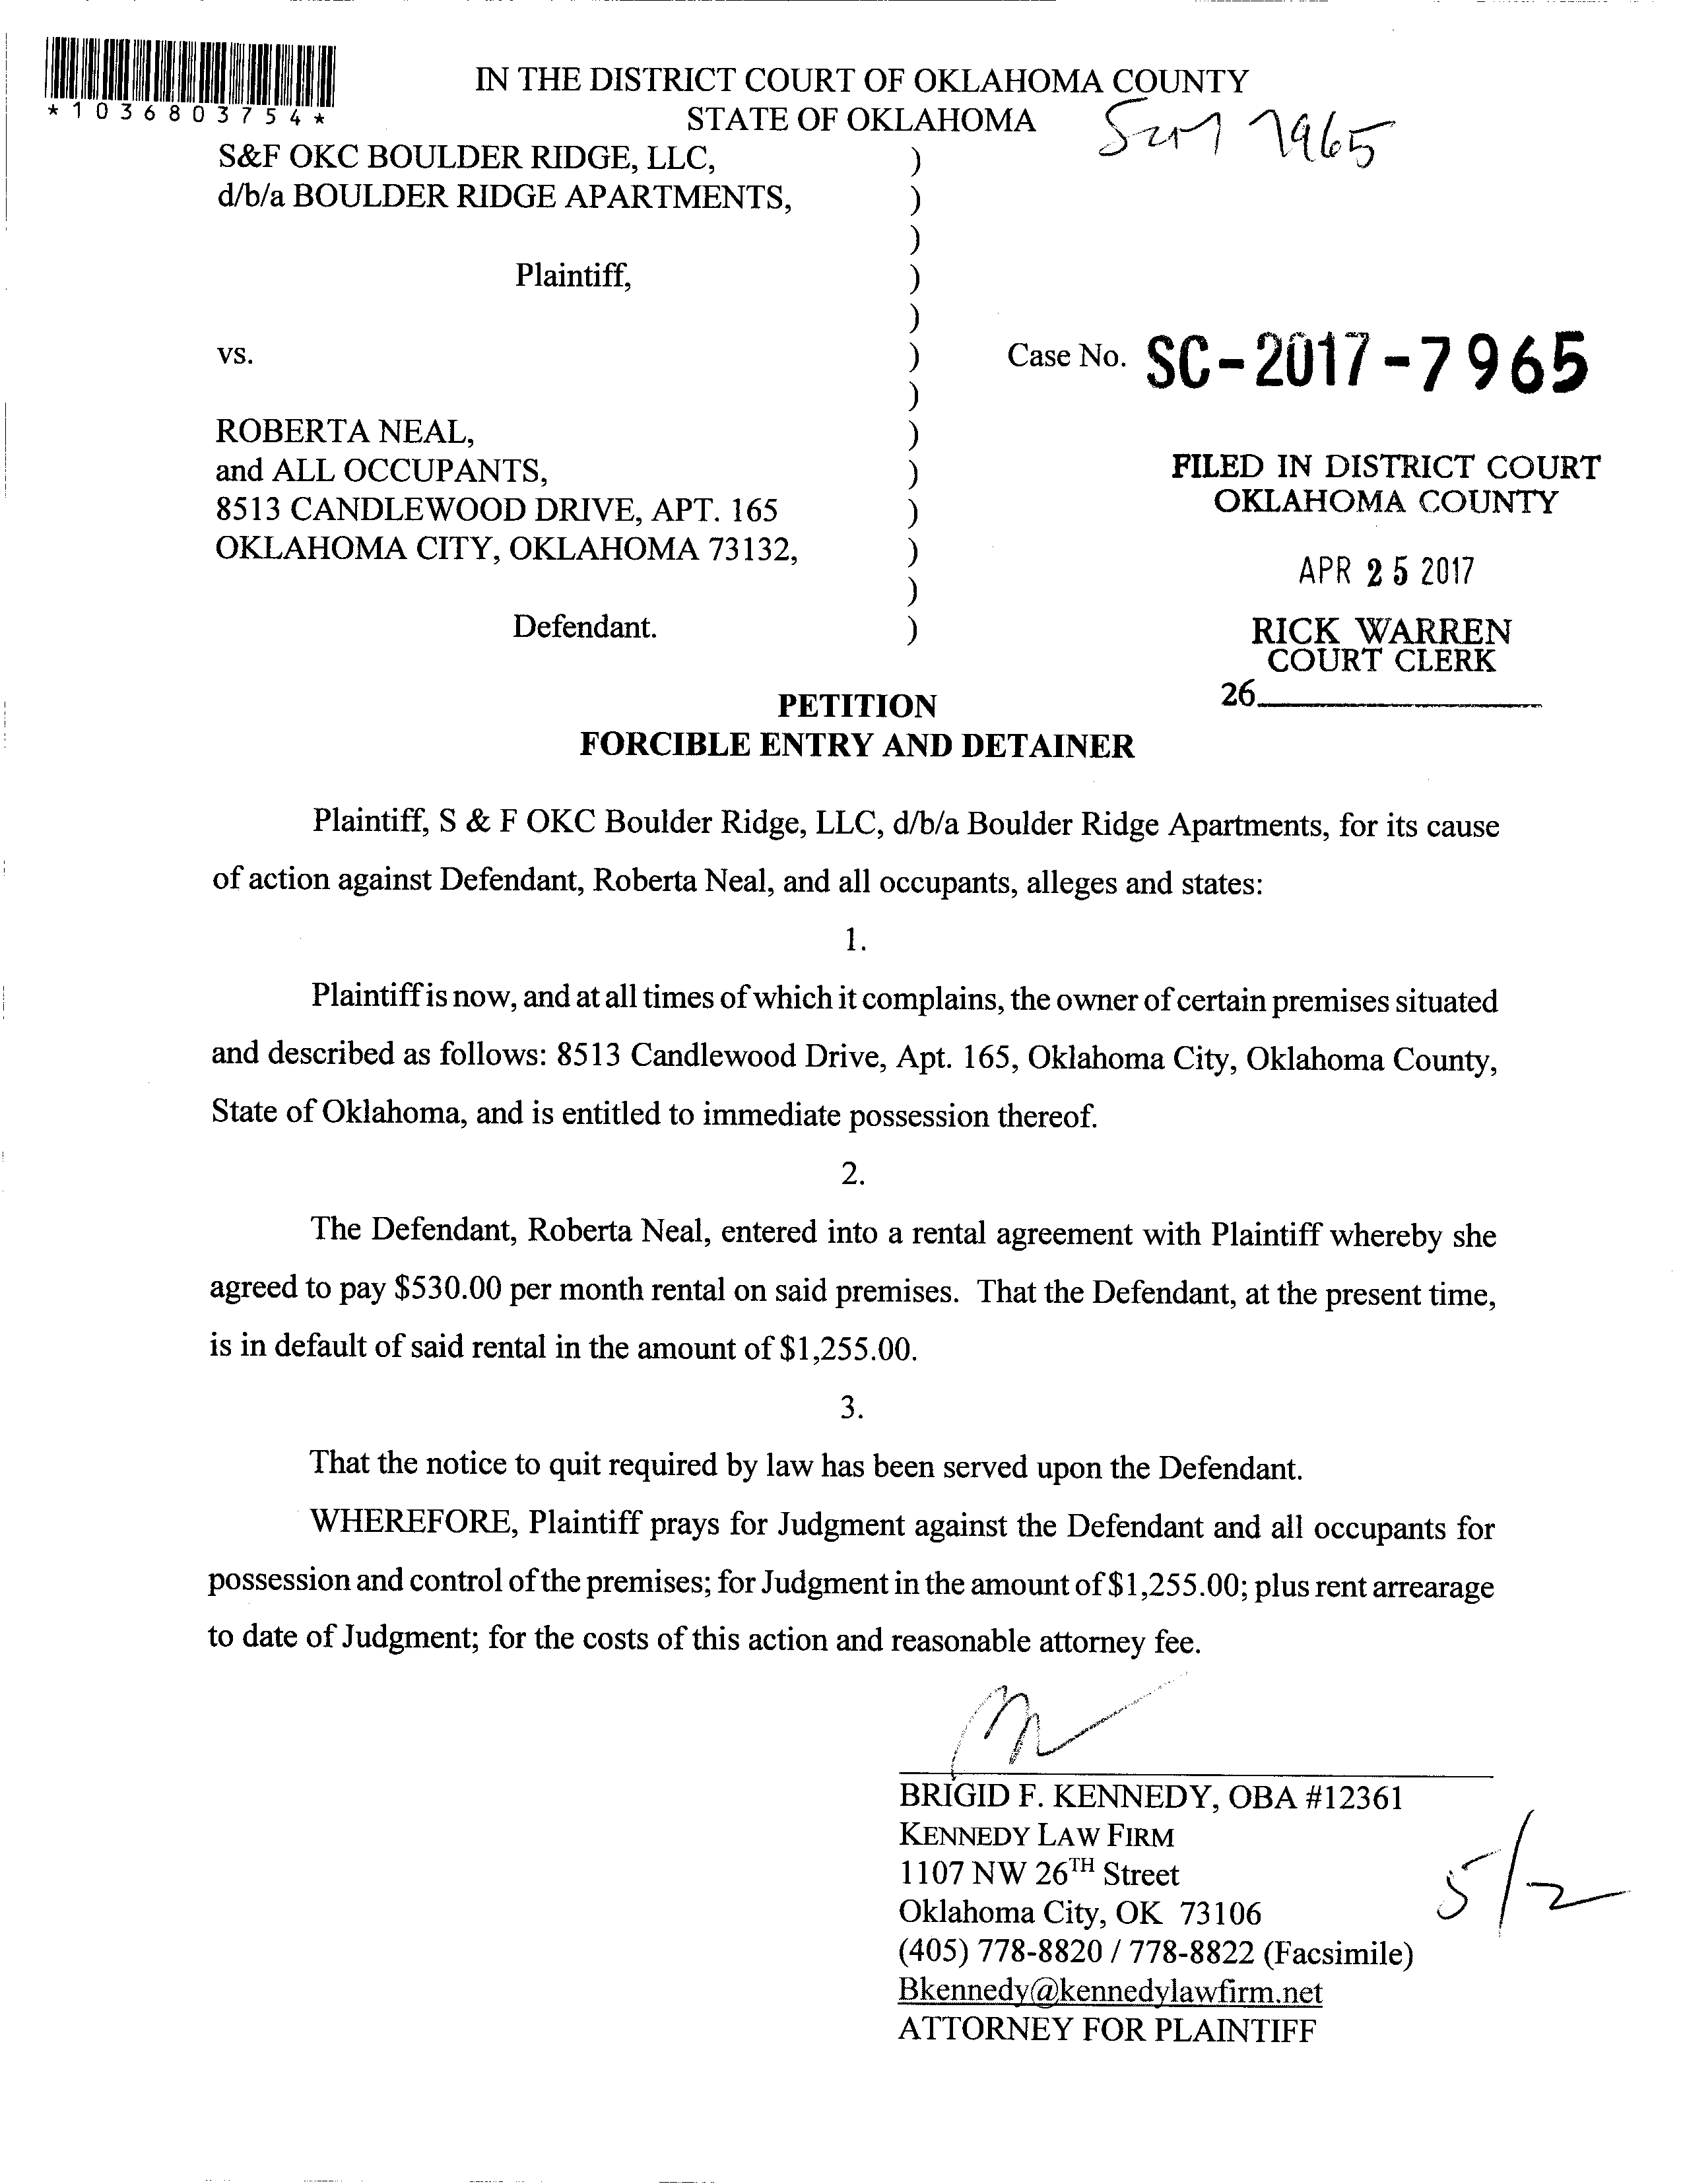 *1036803754*
IN THE DISTRICT COURT OF OKLAHOMA COUNTY
STATE OF OKLAHOMA
7965
S&F OKC BOULDER RIDGE, LLC, )
d/b/a BOULDER RIDGE APARTMENTS, )
)
Plaintiff, )
)
vs. ) Case No. SC-2017-7965
)
ROBERTA NEAL, )
and ALL OCCUPANTS, )
8513 CANDLEWOOD DRIVE, APT. 165 )
OKLAHOMA CITY, OKLAHOMA 73132, )
)
Defendant. )
FILED IN DISTRICT COURT
OKLAHOMA COUNTY
APR 25 2017
RICK WARREN
COURT CLERK
26
PETITION
FORCIBLE ENTRY AND DETAINER
Plaintiff, S & F OKC Boulder Ridge, LLC, d/b/a Boulder Ridge Apartments, for its cause
of action against Defendant, Roberta Neal, and all occupants, alleges and states:
1.
Plaintiff is now, and at all times of which it complains, the owner of certain premises situated
and described as follows: 8513 Candlewood Drive, Apt. 165, Oklahoma City, Oklahoma County,
State of Oklahoma, and is entitled to immediate possession thereof.
2.
The Defendant, Roberta Neal, entered into a rental agreement with Plaintiff whereby she
agreed to pay $530.00 per month rental on said premises. That the Defendant, at the present time,
is in default of said rental in the amount of $1,255.00.
3.
That the notice to quit required by law has been served upon the Defendant.
WHEREFORE, Plaintiff prays for Judgment against the Defendant and all occupants for
possession and control of the premises; for Judgment in the amount of $1,255.00; plus rent arrearage
to date of Judgment; for the costs of this action and reasonable attorney fee.
BRIGID F. KENNEDY, OBA #12361
KENNEDY LAW FIRM
1107 NW 26TH Street
Oklahoma City, OK 73106
(405) 778-8820 / 778-8822 (Facsimile)
Bkennedy@kennedylawfirm.net
ATTORNEY FOR PLAINTIFF
5/2